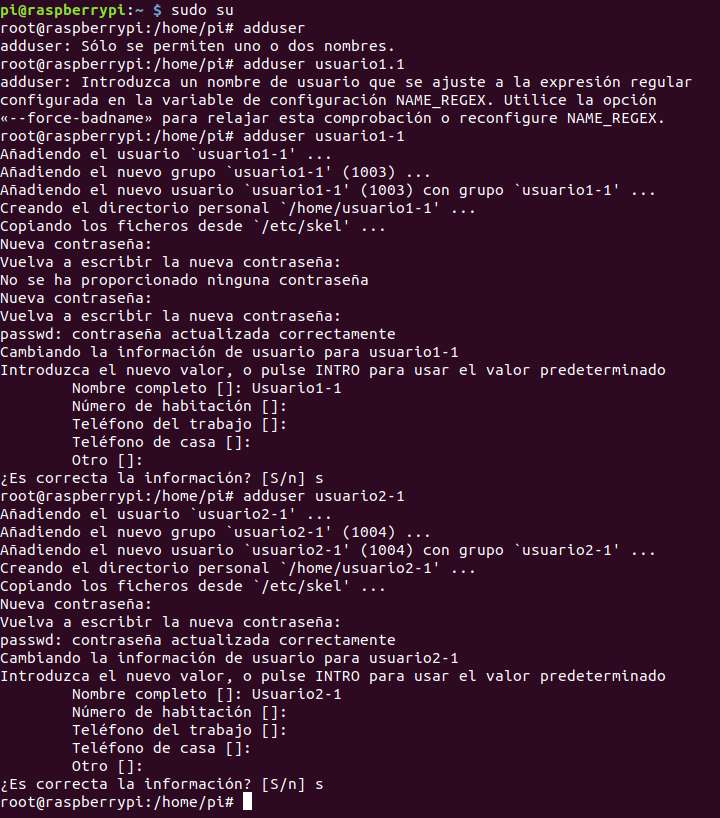 pi@raspberrypi:~ $ sudo su
root@raspberrypi:/home/pi# adduser
adduser: Sólo se permiten uno o dos nombres.
root@raspberrypi:/home/pi# adduser usuario1.1
adduser: Introduzca un nombre de usuario que se ajuste a la expresión regular
configurada en la variable de configuración NAME_REGEX. Utilice la opción
«--force-badname» para relajar esta comprobación o reconfigure NAME_REGEX.
root@raspberrypi:/home/pi# adduser usuario1-1
Añadiendo el usuario `usuario1-1' ...
Añadiendo el nuevo grupo `usuario1-1' (1003) ...
Añadiendo el nuevo usuario `usuario1-1' (1003) con grupo `usuario1-1' ...
Creando el directorio personal `/home/usuario1-1' ...
Copiando los ficheros desde `/etc/skel' ...
Nueva contraseña:
Vuelva a escribir la nueva contraseña:
No se ha proporcionado ninguna contraseña
Nueva contraseña:
Vuelva a escribir la nueva contraseña:
passwd: contraseña actualizada correctamente
Cambiando la información de usuario para usuario1-1
Introduzca el nuevo valor, o pulse INTRO para usar el valor predeterminado
        Nombre completo []: Usuario1-1
        Número de habitación []:
        Teléfono del trabajo []:
        Teléfono de casa []:
        Otro []:
¿Es correcta la información? [S/n] s
root@raspberrypi:/home/pi# adduser usuario2-1
Añadiendo el usuario `usuario2-1' ...
Añadiendo el nuevo grupo `usuario2-1' (1004) ...
Añadiendo el nuevo usuario `usuario2-1' (1004) con grupo `usuario2-1' ...
Creando el directorio personal `/home/usuario2-1' ...
Copiando los ficheros desde `/etc/skel' ...
Nueva contraseña:
Vuelva a escribir la nueva contraseña:
passwd: contraseña actualizada correctamente
Cambiando la información de usuario para usuario2-1
Introduzca el nuevo valor, o pulse INTRO para usar el valor predeterminado
        Nombre completo []: Usuario2-1
        Número de habitación []:
        Teléfono del trabajo []:
        Teléfono de casa []:
        Otro []:
¿Es correcta la información? [S/n] s
root@raspberrypi:/home/pi#